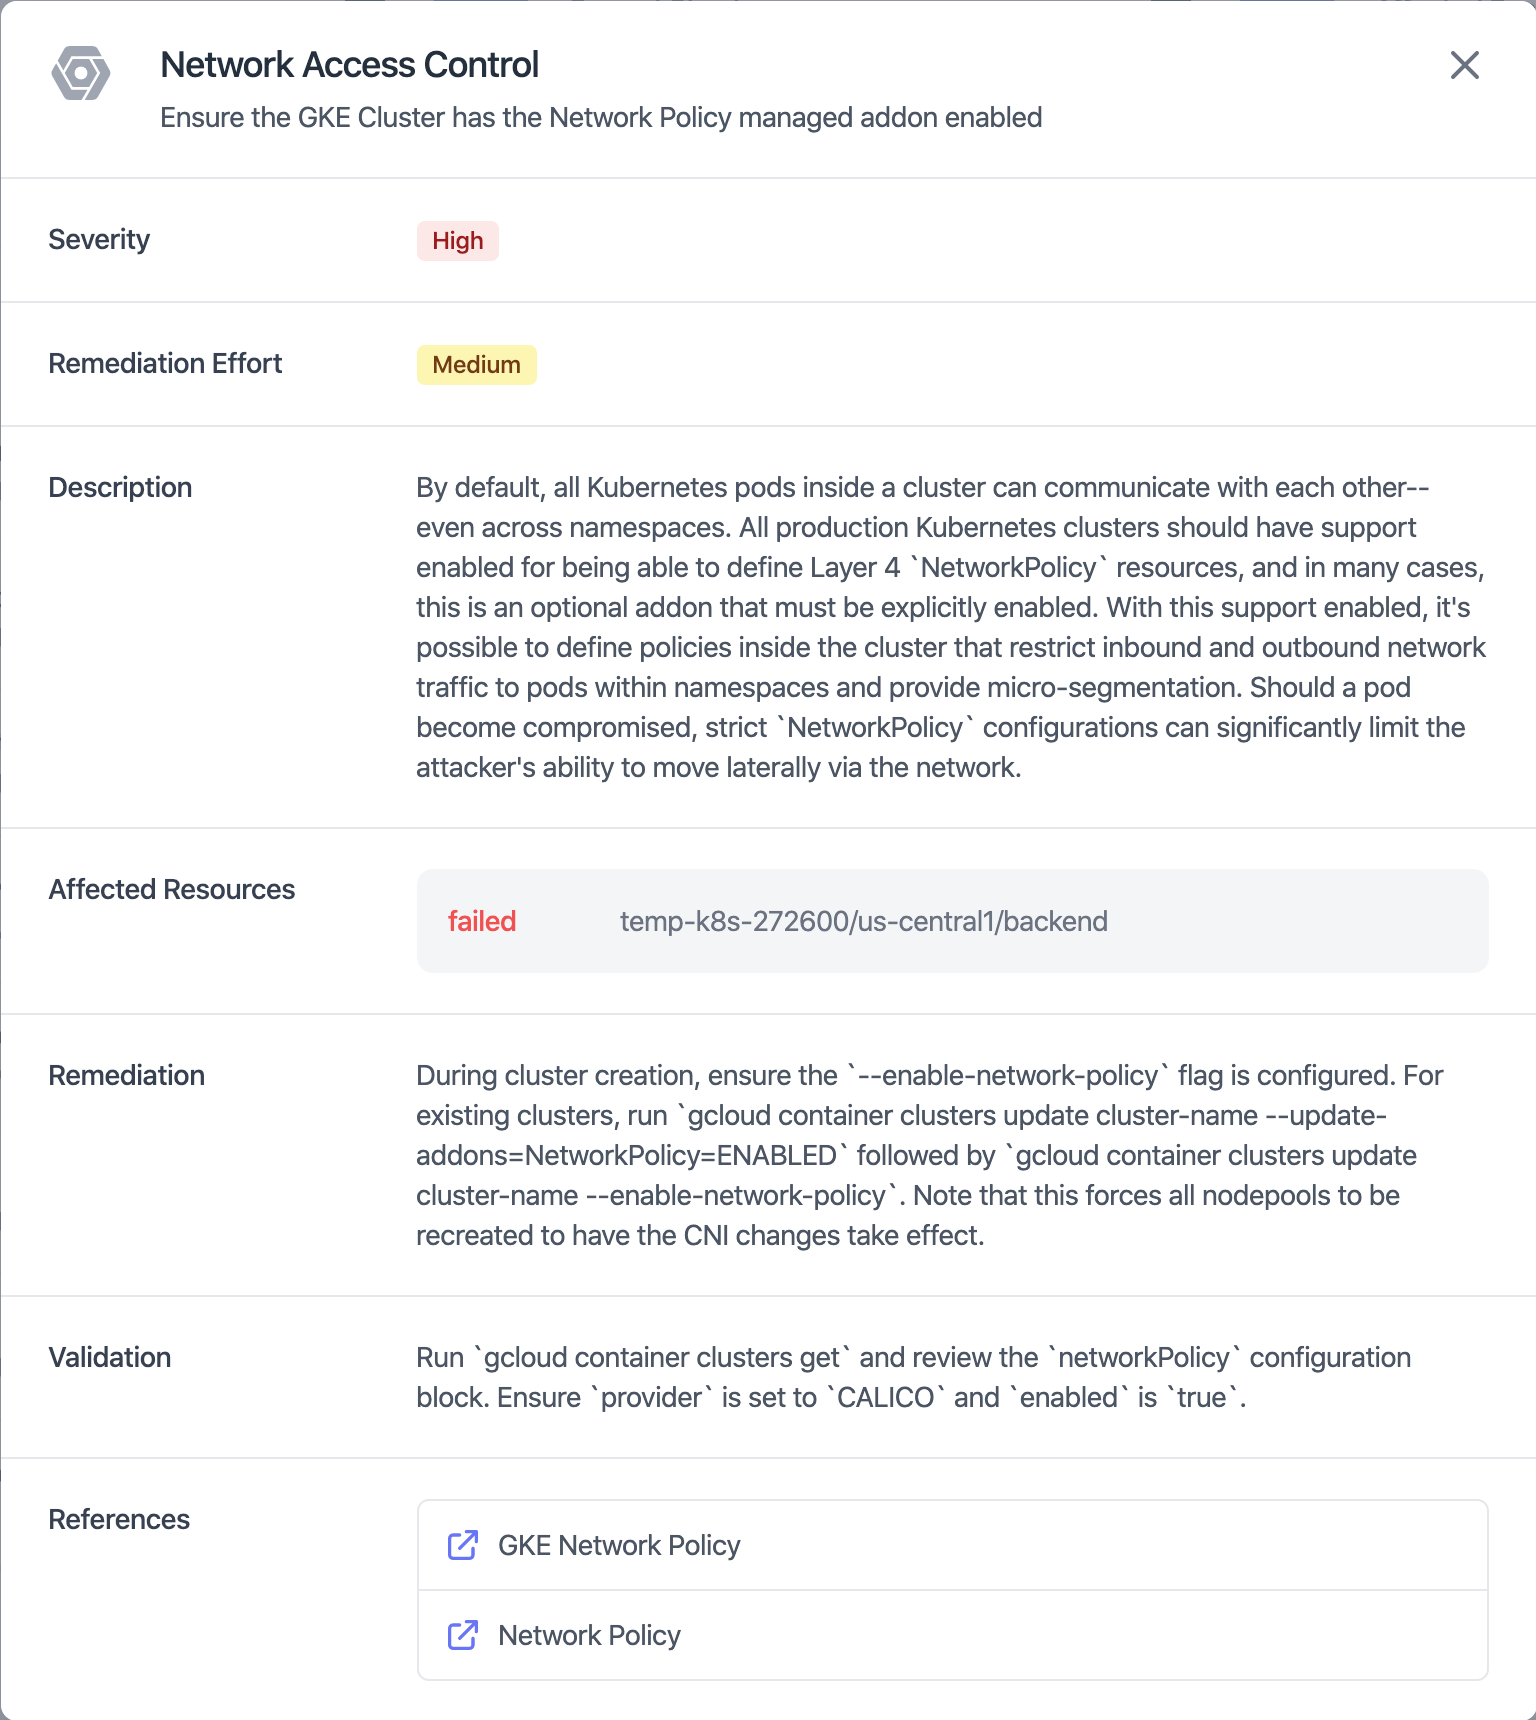 Network Access Control
Ensure the GKE Cluster has the Network Policy managed addon enabled
Severity
High
Remediation Effort
Medium
Description
By default, all Kubernetes pods inside a cluster can communicate with each other--
even across namespaces. All production Kubernetes clusters should have support
enabled for being able to define Layer 4 `NetworkPolicy` resources, and in many cases,
this is an optional addon that must be explicitly enabled. With this support enabled, it's
possible to define policies inside the cluster that restrict inbound and outbound network
traffic to pods within namespaces and provide micro-segmentation. Should a pod
become compromised, strict `NetworkPolicy` configurations can significantly limit the
attacker's ability to move laterally via the network.
Affected Resources
failed
temp-k8s-272600/us-central1/backend
Remediation
During cluster creation, ensure the `--enable-network-policy` flag is configured. For
existing clusters, run `gcloud container clusters update cluster-name --update-
addons=NetworkPolicy=ENABLED` followed by `gcloud container clusters update
cluster-name --enable-network-policy`. Note that this forces all nodepools to be
recreated to have the CNI changes take effect.
Validation
Run `gcloud container clusters get` and review the `networkPolicy` configuration
block. Ensure `provider` is set to `CALICO` and `enabled` is `true`.
References
GKE Network Policy
Network Policy